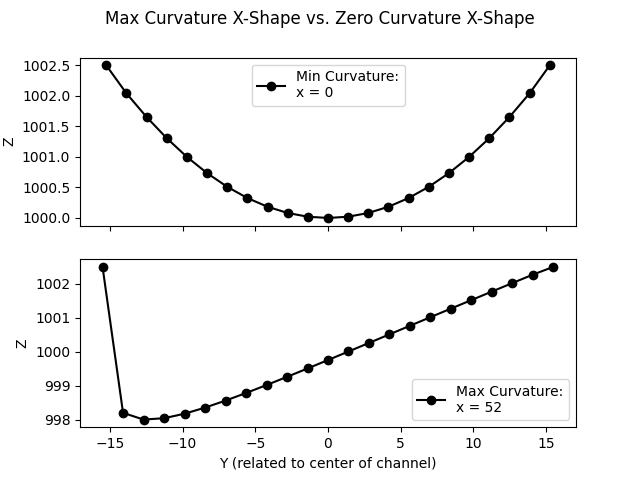 Max Curvature X-Shape vs. Zero Curvature X-Shape
1002.5
1002.0
1001.5
1001.0
1000.5
1000.0
Z
Min Curvature:
x = 0
1002
1001
1000
999
998
Z
Max Curvature:
x = 52
−15 −10 −5 0 5 10 15
Y (related to center of channel)